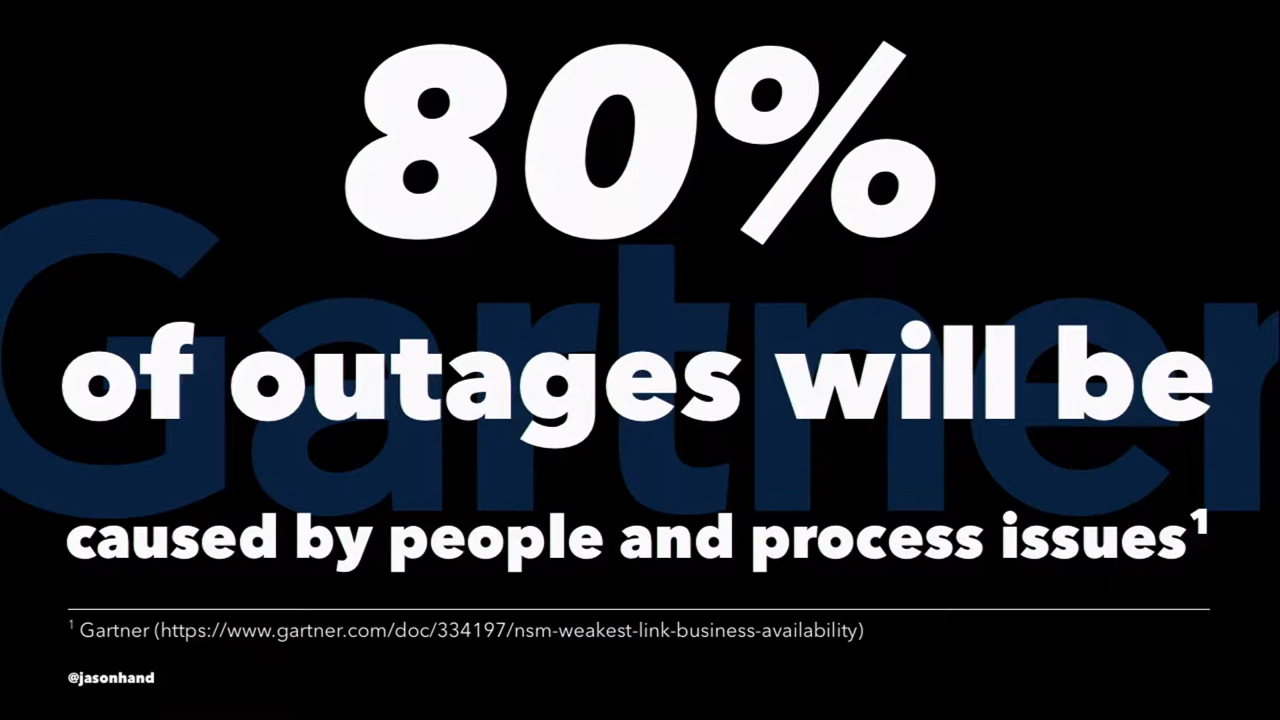 80%
Gartner
of outages will be
caused by people and process issues¹
¹ Gartner (https://www.gartner.com/doc/334197/nsm-weakest-link-business-availability)
@jasonhand